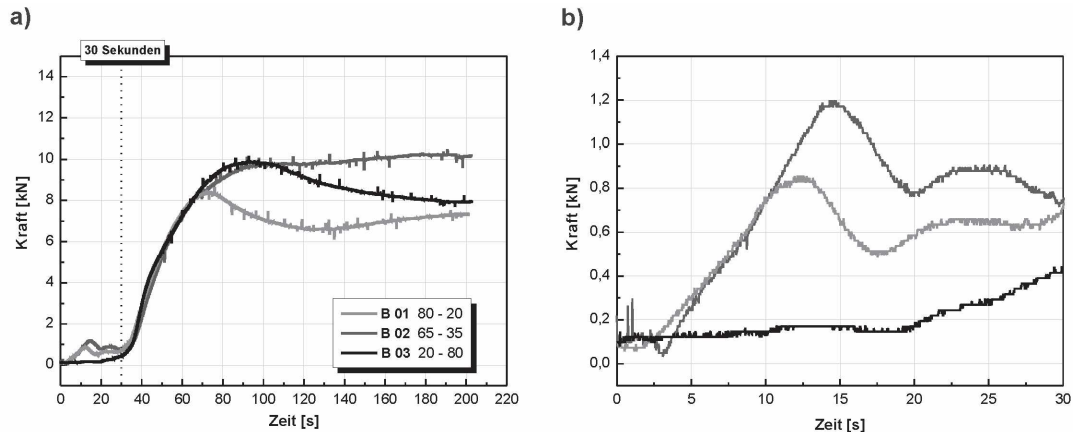 a)
30 Sekunden
14
12
10
8
6
4
2
0
Kraft [kN]
0 20 40 60 80 100 120 140 160 180 200 220
Zeit [s]
B 01 80 - 20
B 02 65 - 35
B 03 20 - 80
b)
1,4
1,2
1,0
0,8
0,6
0,4
0,2
0,0
Kraft [kN]
0 5 10 15 20 25 30
Zeit [s]